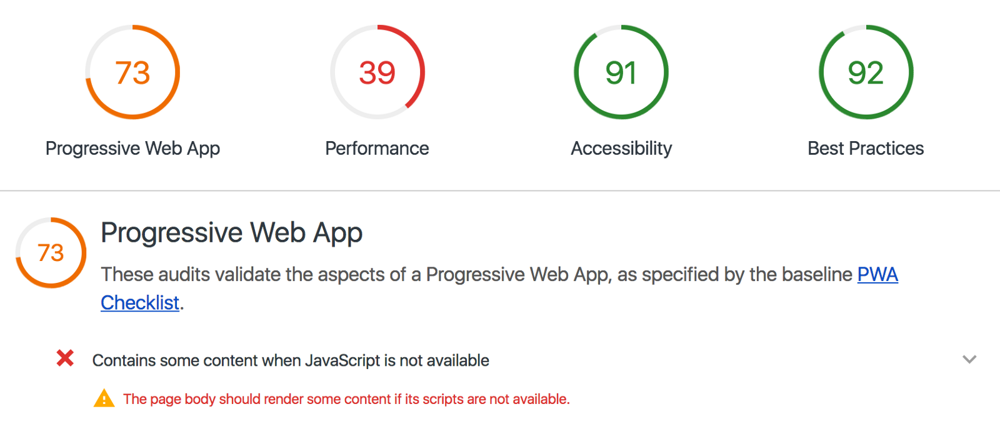 73 39 91 92
Progressive Web App Performance Accessibility Best Practices
73
Progressive Web App
These audits validate the aspects of a Progressive Web App, as specified by the baseline PWA
Checklist.
Contains some content when JavaScript is not available
The page body should render some content if its scripts are not available.